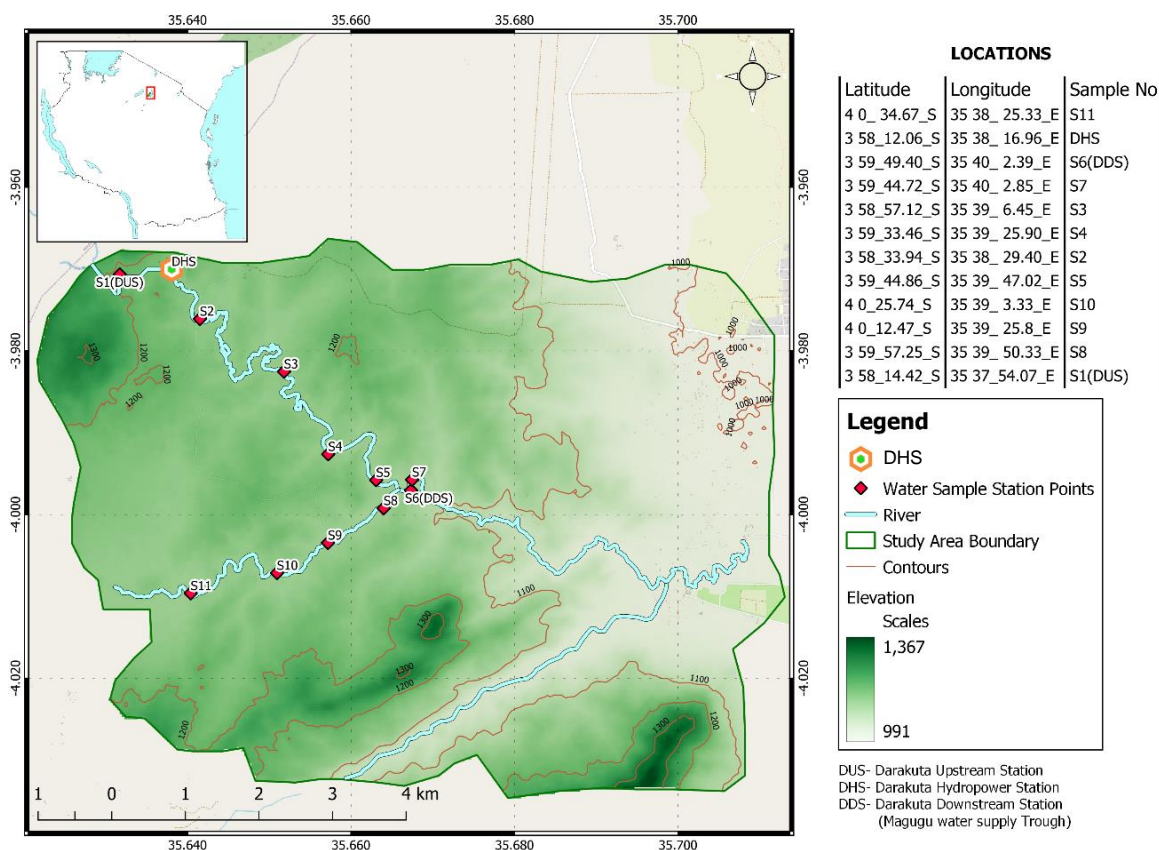 35.640 35.660 35.680 35.700
-3.960
-3.960
-3.980
-3.980
-4.000
-4.000
-4.020
-4.020
35.640 35.660 35.680 35.700
DHS
S1(DUS)
S2
S3
S4
S5
S7
S6(DDS)
S8
S9
S10
S11
1300
1200
1200
1200
1200
1000
1000
1000
1000
1000
1000
1000
1000
1000
1100
1300
1300
1200
1200
1100
1200
1300
1 0 1 2 3 4 km
LOCATIONS
Latitude Longitude Sample No
4 0_ 34.67_S 35 38_ 25.33_E S11
3 58_12.06_S 35 38_ 16.96_E DHS
3 59_49.40_S 35 40_ 2.39_E S6(DDS)
3 59_44.72_S 35 40_ 2.85_E S7
3 58_57.12_S 35 39_ 6.45_E S3
3 59_33.46_S 35 39_ 25.90_E S4
3 58_33.94_S 35 38_ 29.40_E S2
3 59_44.86_S 35 39_ 47.02_E S5
4 0_25.74_S 35 39_ 3.33_E S10
4 0_12.47_S 35 39_ 25.8_E S9
3 59_57.25_S 35 39_ 50.33_E S8
3 58_14.42_S 35 37_54.07_E S1(DUS)
Legend
DHS
Water Sample Station Points
River
Study Area Boundary
Contours
Elevation
Scales
1,367
991
DUS- Darakuta Upstream Station
DHS- Darakuta Hydropower Station
DDS- Darakuta Downstream Station
(Magugu water supply Trough)